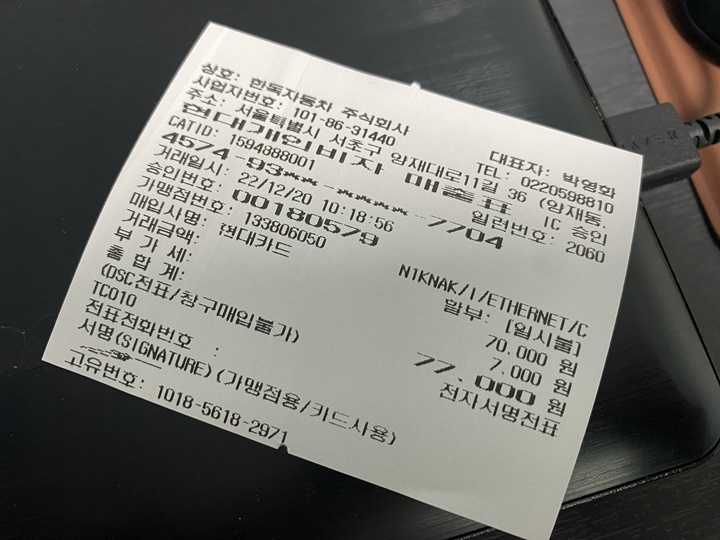 상호: 한독자동차 주식회사
사업자번호: 101-86-31440 대표자: 박영화
주소: 서울특별시 서초구 양재대로11길 36 (양재동, TEL: 0220598810
현대개인비자 매출표 IC 승인
CATID: 1594888001 일련번호: 2060
4574-93**-****-7704
거래일시: 22/12/20 10:18:56
승인번호: 00180579
가맹점번호: 133806050 N1KNAK/I/ETHERNET/C
매입사명: 현대카드 할부: [일시불]
거래금액: 70,000 원
부 가 세: 7,000 원
총 합 계: 77,000 원
(DSC전표/창구매입불가) 전자서명전표
TC010
전표전화번호 :
서명(SIGNATURE)(가맹점용/카드사용)
고유번호: 1018-5618-2971